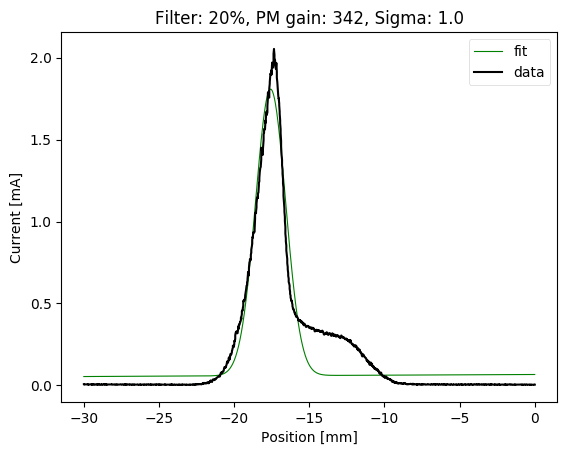 Filter: 20%, PM gain: 342, Sigma: 1.0
fit
data
2.0
1.5
1.0
0.5
0.0
Current [mA]
−30
−25
−20
−15
−10
−5
0
Position [mm]